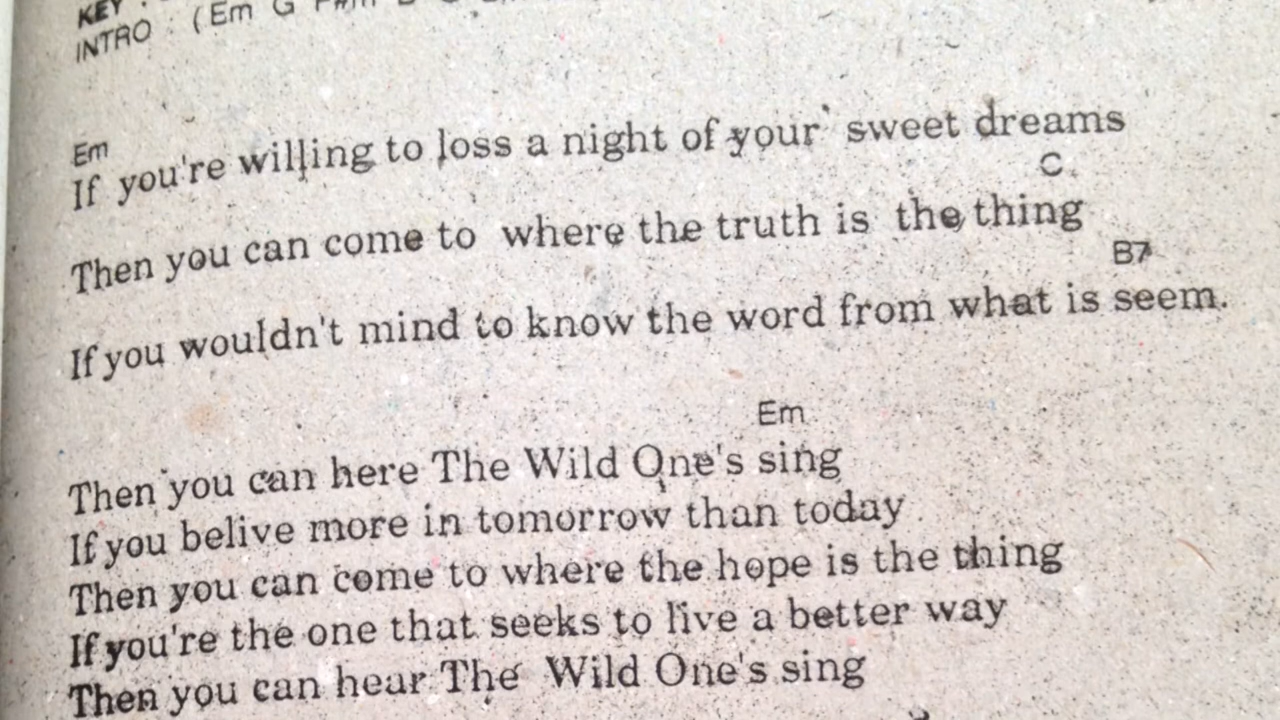 KEY :
INTRO : (Em G F#m
Em
If you're willing to loss a night of your sweet dreams
C
Then you can come to where the truth is the thing
B7
If you wouldn't mind to know the word from what is seem.
Em
Then you can here The Wild One's sing
If you belive more in tomorrow than today
Then you can come to where the hope is the thing
If you're the one that seeks to live a better way
Then you can hear The Wild One's sing